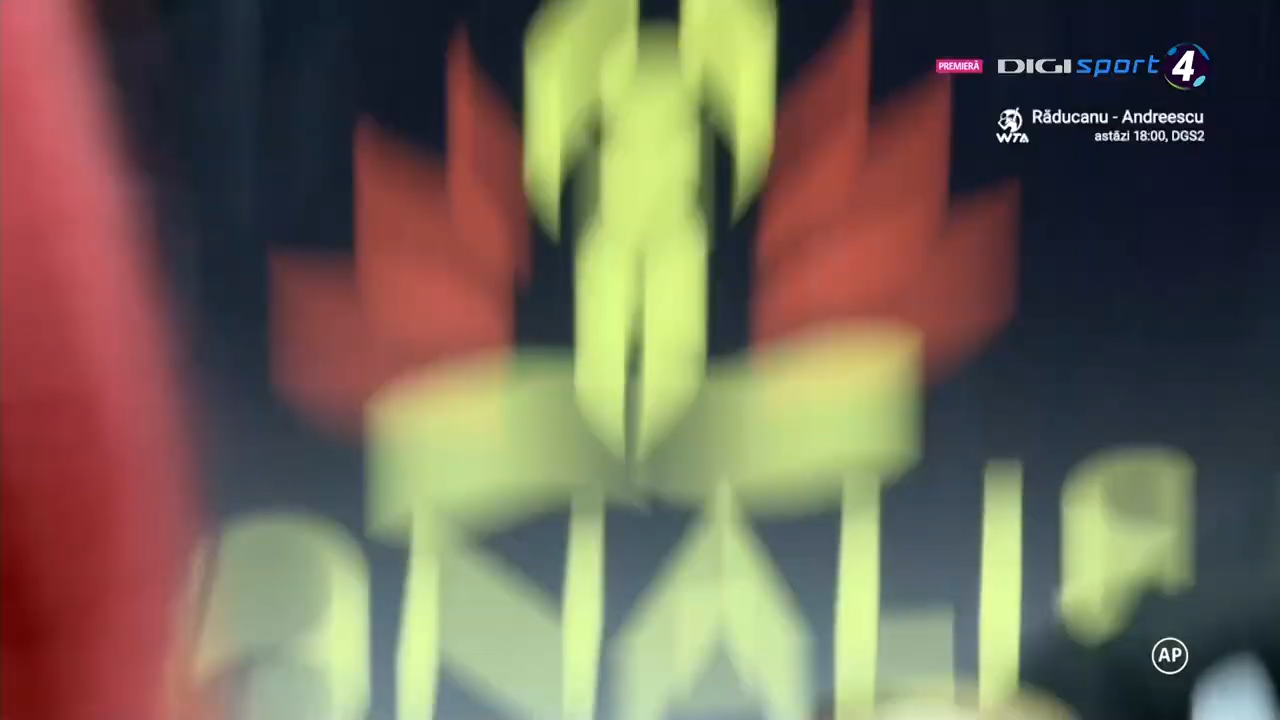 PREMIERĂ DIGI sport 4
Răducanu - Andreescu
WTA astăzi 18:00, DGS2
AP